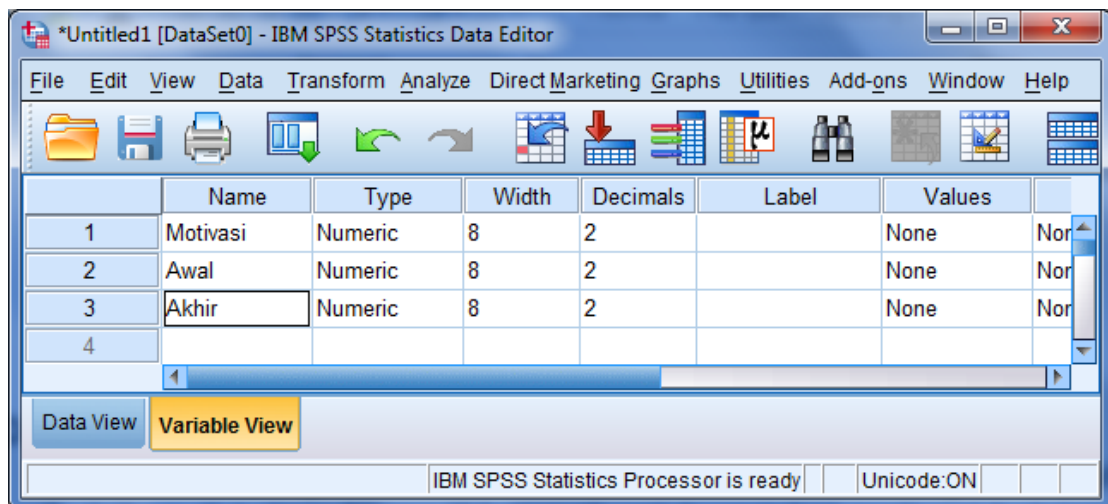 *Untitled1 [DataSet0] - IBM SPSS Statistics Data Editor
File Edit View Data Transform Analyze Direct Marketing Graphs Utilities Add-ons Window Help
Name Type Width Decimals Label Values
1 Motivasi Numeric 8 2 None Nor
2 Awal Numeric 8 2 None Nor
3 Akhir Numeric 8 2 None Nor
4
Data View Variable View
IBM SPSS Statistics Processor is ready Unicode:ON